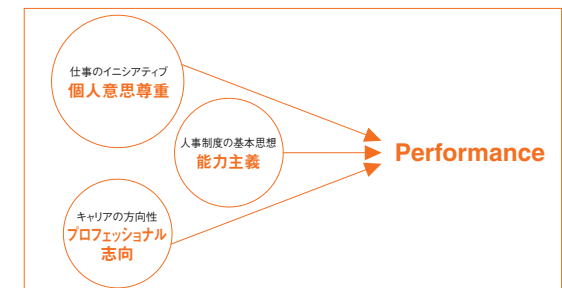 仕事のイニシアティブ
個人意思尊重
人事制度の基本思想
能力主義
Performance
キャリアの方向性
プロフェッショナル
志向